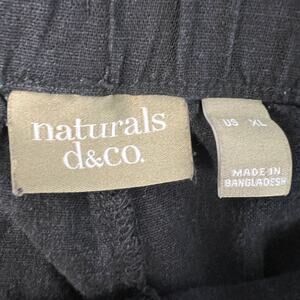 naturals
d&co.
US XL
MADE IN
BANGLADESH